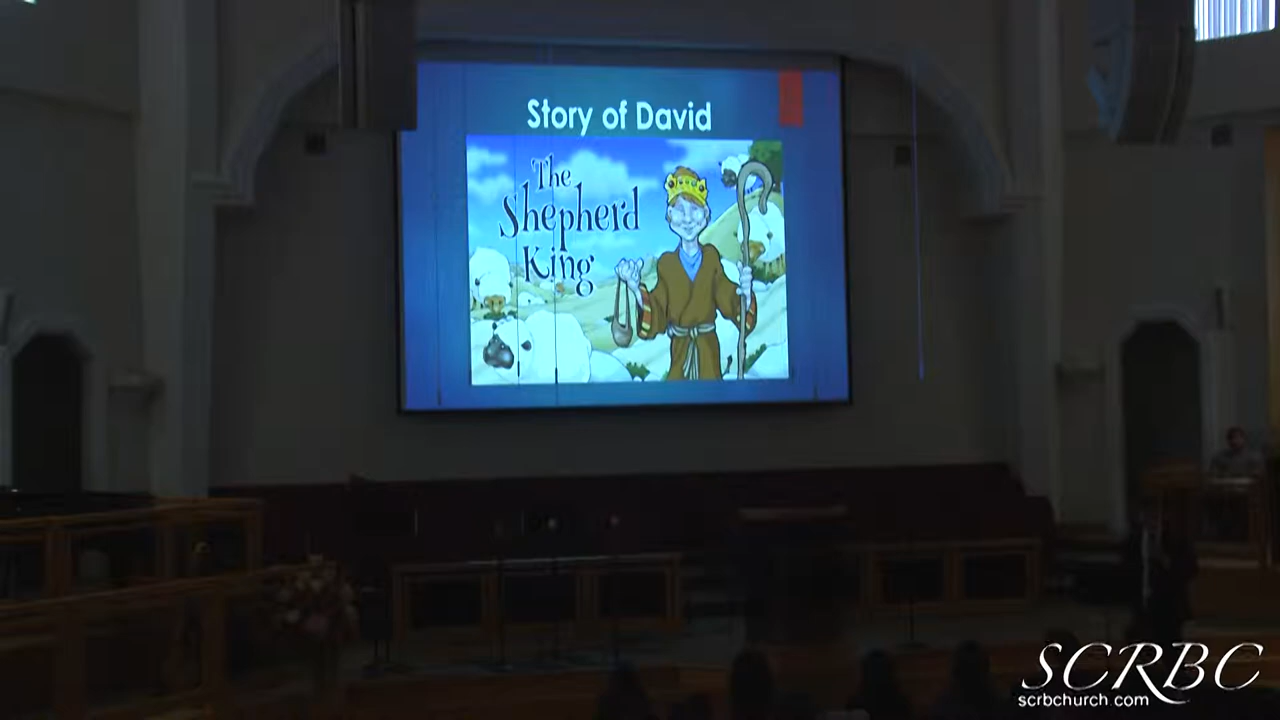 Story of David
The
Shepherd
King
SCRBC
scrbchurch.com